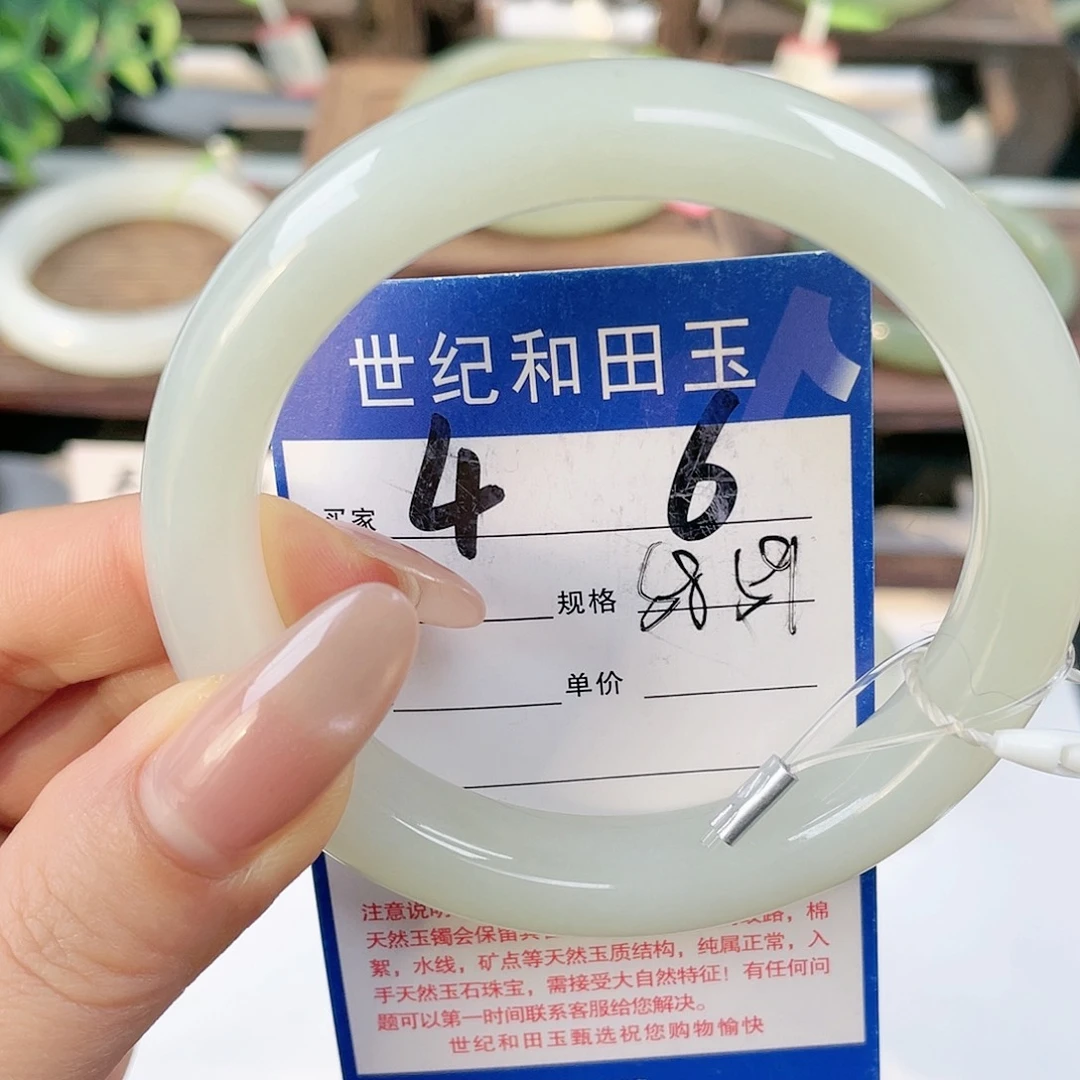 世纪和田玉
4 6
买家
规格
单价
注意说明
天然玉镯会保留 路，棉
絮，水线，矿点等天然玉质结构，纯属正常，入
手天然玉石珠宝，需接受大自然特征！有任何问
题可以第一时间联系客服给您解决。
世纪和田玉甄选祝您购物愉快